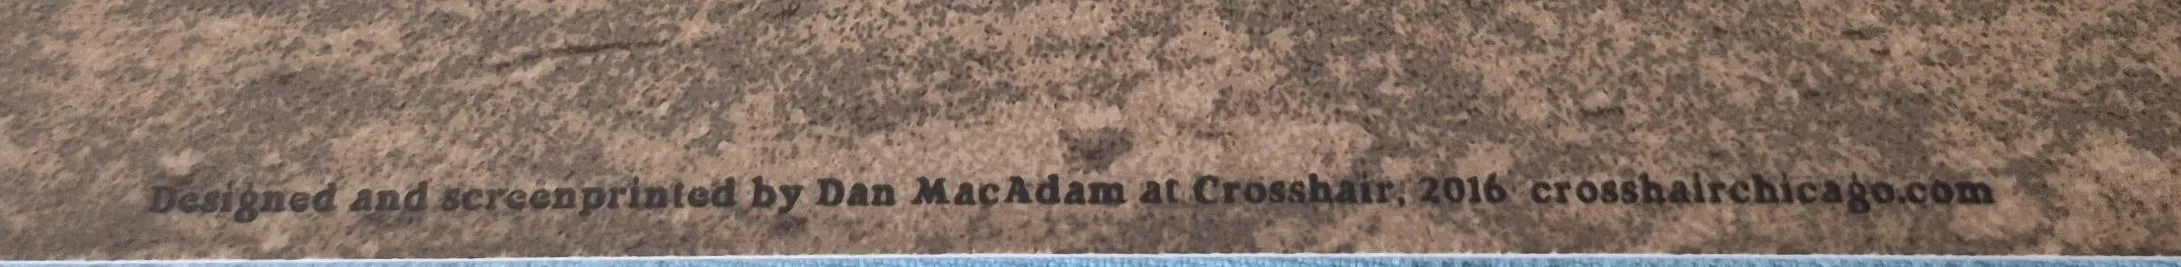 Designed and screenprinted by Dan MacAdam at Crosshair, 2016 crosshairchicago.com